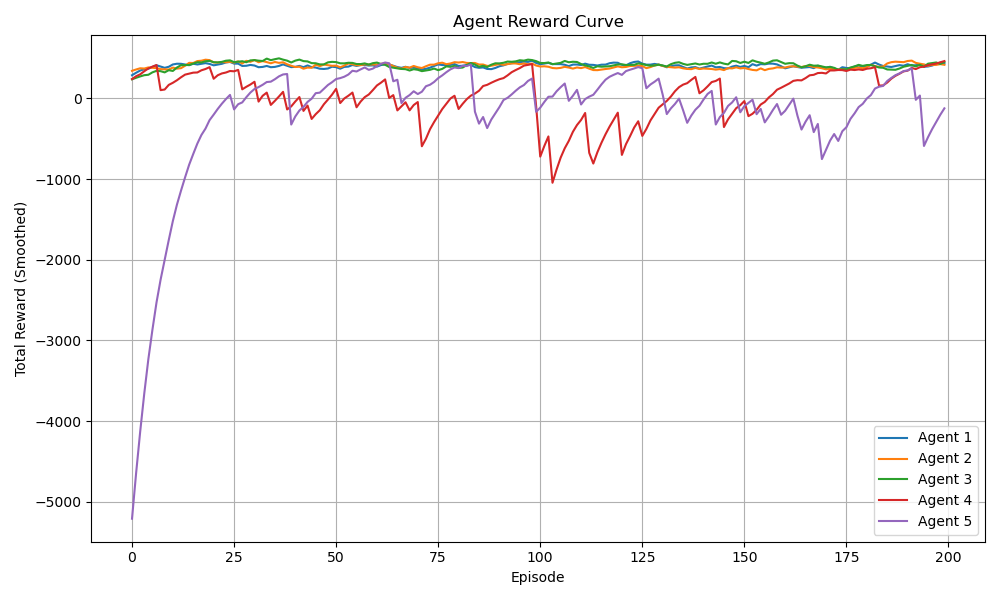 Agent Reward Curve
Total Reward (Smoothed)
0
−1000
−2000
−3000
−4000
−5000
0 25 50 75 100 125 150 175 200
Episode
Agent 1
Agent 2
Agent 3
Agent 4
Agent 5